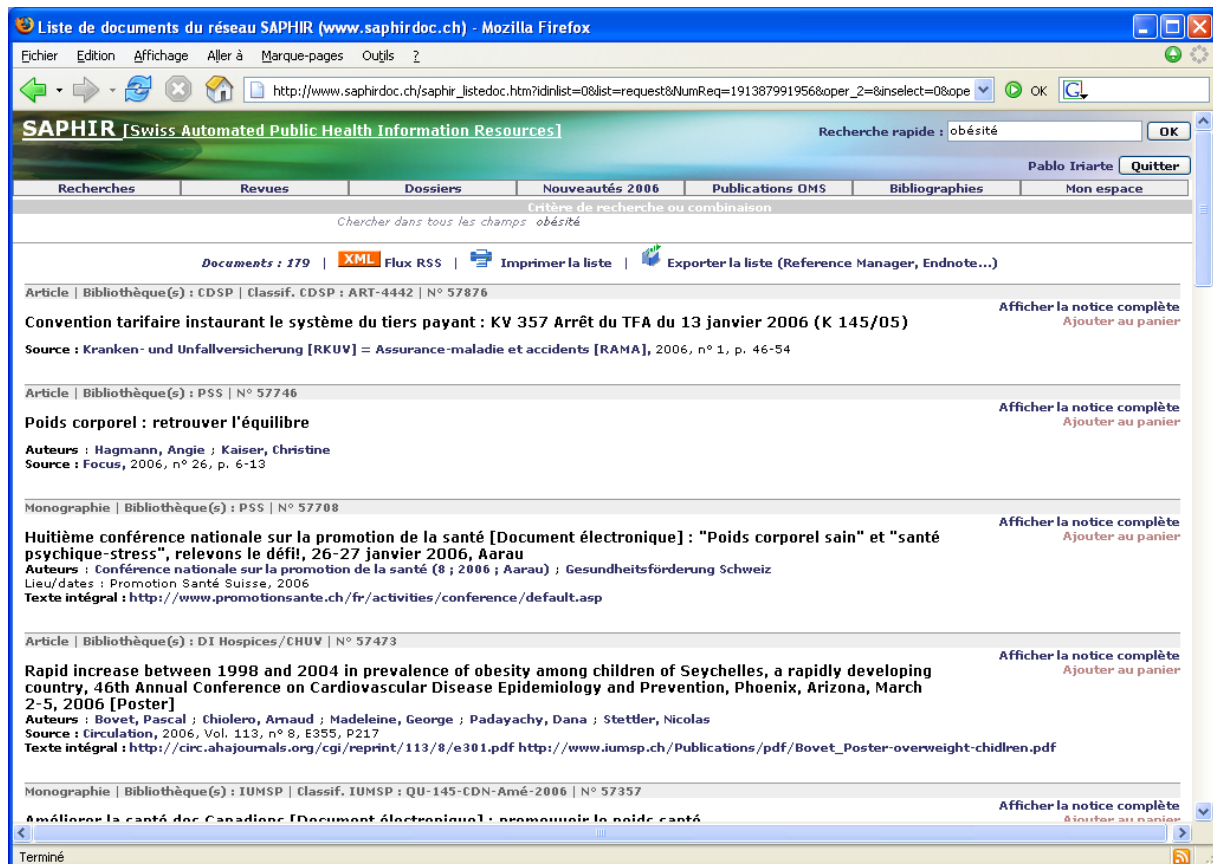 Liste de documents du réseau SAPHIR (www.saphirdoc.ch) - Mozilla Firefox
Fichier Edition Affichage Aller à Marque-pages Outils ?
http://www.saphirdoc.ch/saphir_listedoc.htm?idinlist=0&list=request&NumReq=191387991956&oper_2=&inselect=0&ope OK G
SAPHIR [Swiss Automated Public Health Information Resources] Recherche rapide : obésité OK
Pablo Iriarte Quitter
Recherches Revues Dossiers Nouveautés 2006 Publications OMS Bibliographies Mon espace
Critère de recherche ou combinaison
Chercher dans tous les champs obésité
Documents : 179 | XML Flux RSS | Imprimer la liste | Exporter la liste (Reference Manager, Endnote...)
Article | Bibliothèque(s) : CDSP | Classif. CDSP : ART-4442 | N° 57876
Afficher la notice complète
Convention tarifaire instaurant le système du tiers payant : KV 357 Arrêt du TFA du 13 janvier 2006 (K 145/05) Ajouter au panier
Source : Kranken- und Unfallversicherung [RKUV] = Assurance-maladie et accidents [RAMA], 2006, n° 1, p. 46-54
Article | Bibliothèque(s) : PSS | N° 57746
Afficher la notice complète
Poids corporel : retrouver l'équilibre Ajouter au panier
Auteurs : Hagmann, Angie ; Kaiser, Christine
Source : Focus, 2006, n° 26, p. 6-13
Monographie | Bibliothèque(s) : PSS | N° 57708
Afficher la notice complète
Huitième conférence nationale sur la promotion de la santé [Document électronique] : "Poids corporel sain" et "santé Ajouter au panier
psychique-stress", relevons le défi!, 26-27 janvier 2006, Aarau
Auteurs : Conférence nationale sur la promotion de la santé (8 ; 2006 ; Aarau) ; Gesundheitsförderung Schweiz
Lieu/dates : Promotion Santé Suisse, 2006
Texte intégral : http://www.promotionsante.ch/fr/activities/conference/default.asp
Article | Bibliothèque(s) : DI Hospices/CHUV | N° 57473
Afficher la notice complète
Rapid increase between 1998 and 2004 in prevalence of obesity among children of Seychelles, a rapidly developing Ajouter au panier
country, 46th Annual Conference on Cardiovascular Disease Epidemiology and Prevention, Phoenix, Arizona, March
2-5, 2006 [Poster]
Auteurs : Bovet, Pascal ; Chiolero, Arnaud ; Madeleine, George ; Padayachy, Dana ; Stettler, Nicolas
Source : Circulation, 2006, Vol. 113, n° 8, E355, P217
Texte intégral : http://circ.ahajournals.org/cgi/reprint/113/8/e301.pdf http://www.iumsp.ch/Publications/pdf/Bovet_Poster-overweight-chidlren.pdf
Monographie | Bibliothèque(s) : IUMSP | Classif. IUMSP : QU-145-CDN-Amé-2006 | N° 57357
Afficher la notice complète
Améliorer la santé des Canadiens [Document électronique] : promouvoir le poids santé Ajouter au panier
Terminé